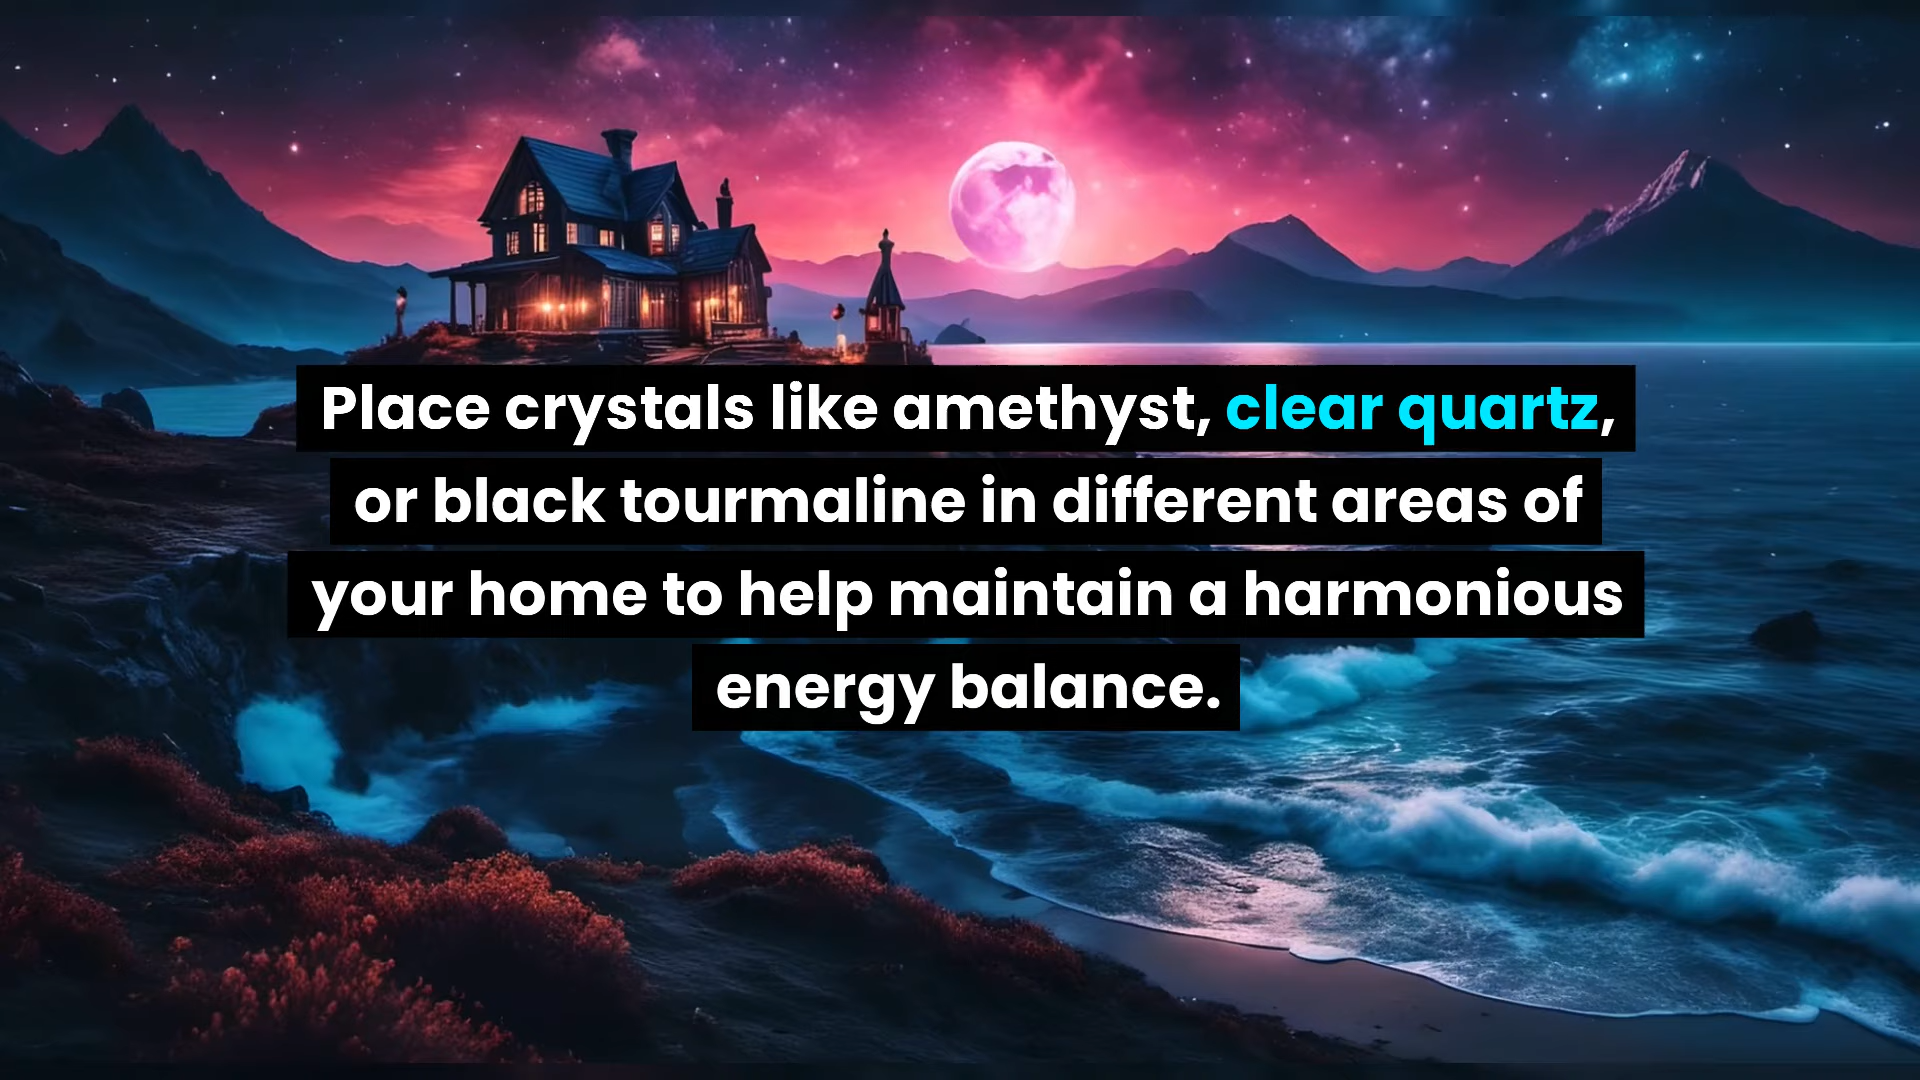 Place crystals like amethyst, clear quartz,
or black tourmaline in different areas of
your home to help maintain a harmonious
energy balance.